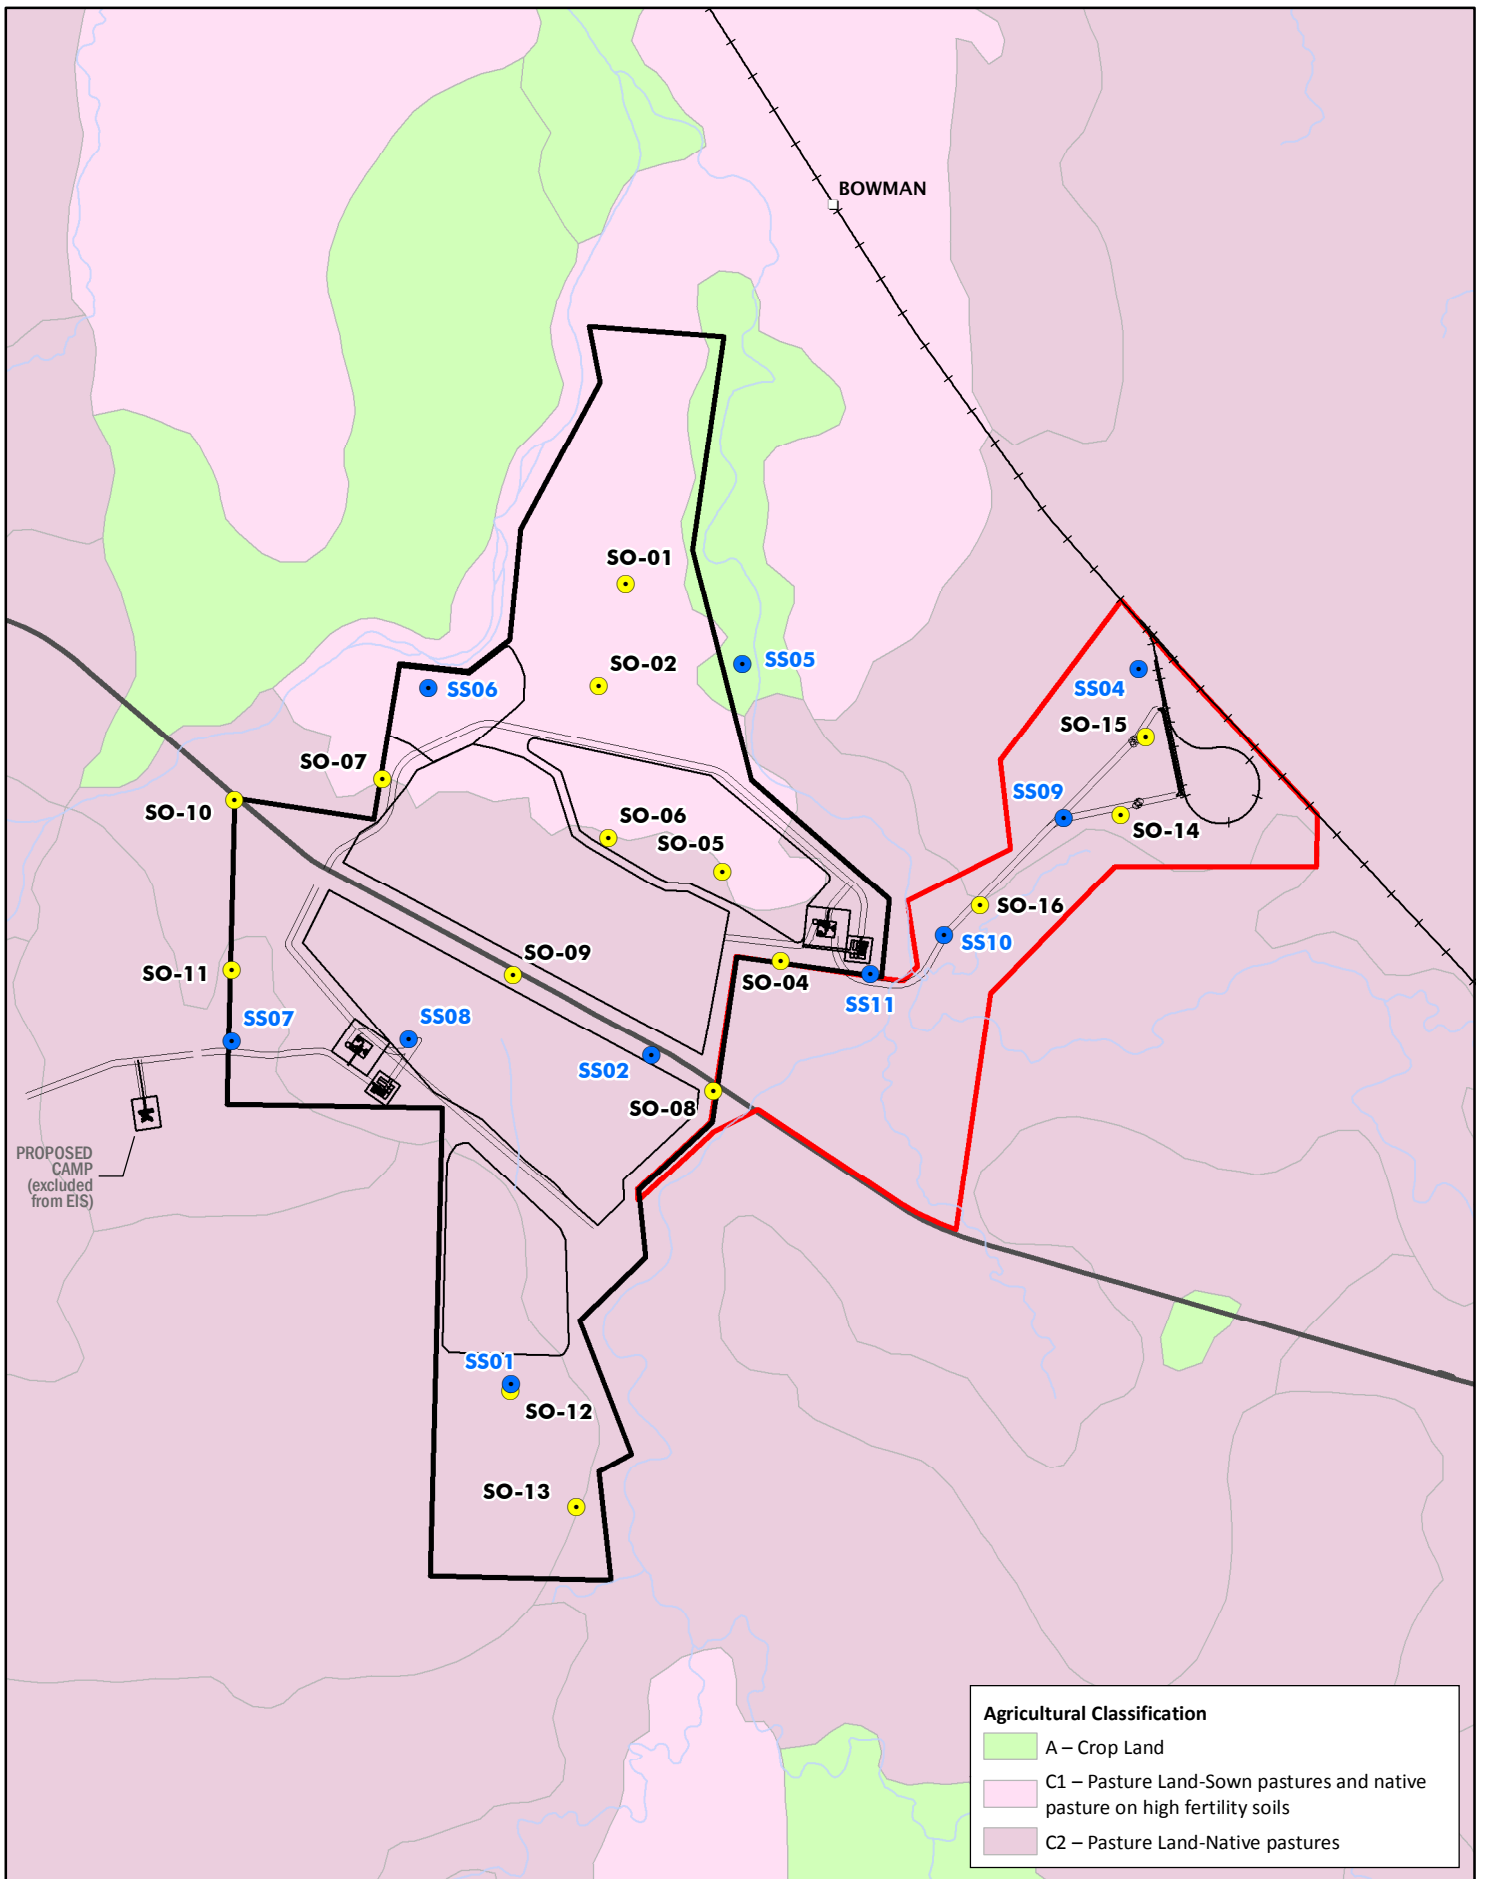 BOWMAN
SO-01
SO-02
SS05
SS06
SS04
SO-15
SO-07
SO-10
SS09
SO-06
SO-05
SO-14
SO-16
SS10
SO-09
SO-11
SO-04
SS11
SS07
SS08
SS02
SO-08
PROPOSED
CAMP
(excluded
from EIS)
SS01
SO-12
SO-13
Agricultural Classification
A – Crop Land
C1 – Pasture Land-Sown pastures and native
pasture on high fertility soils
C2 – Pasture Land-Native pastures